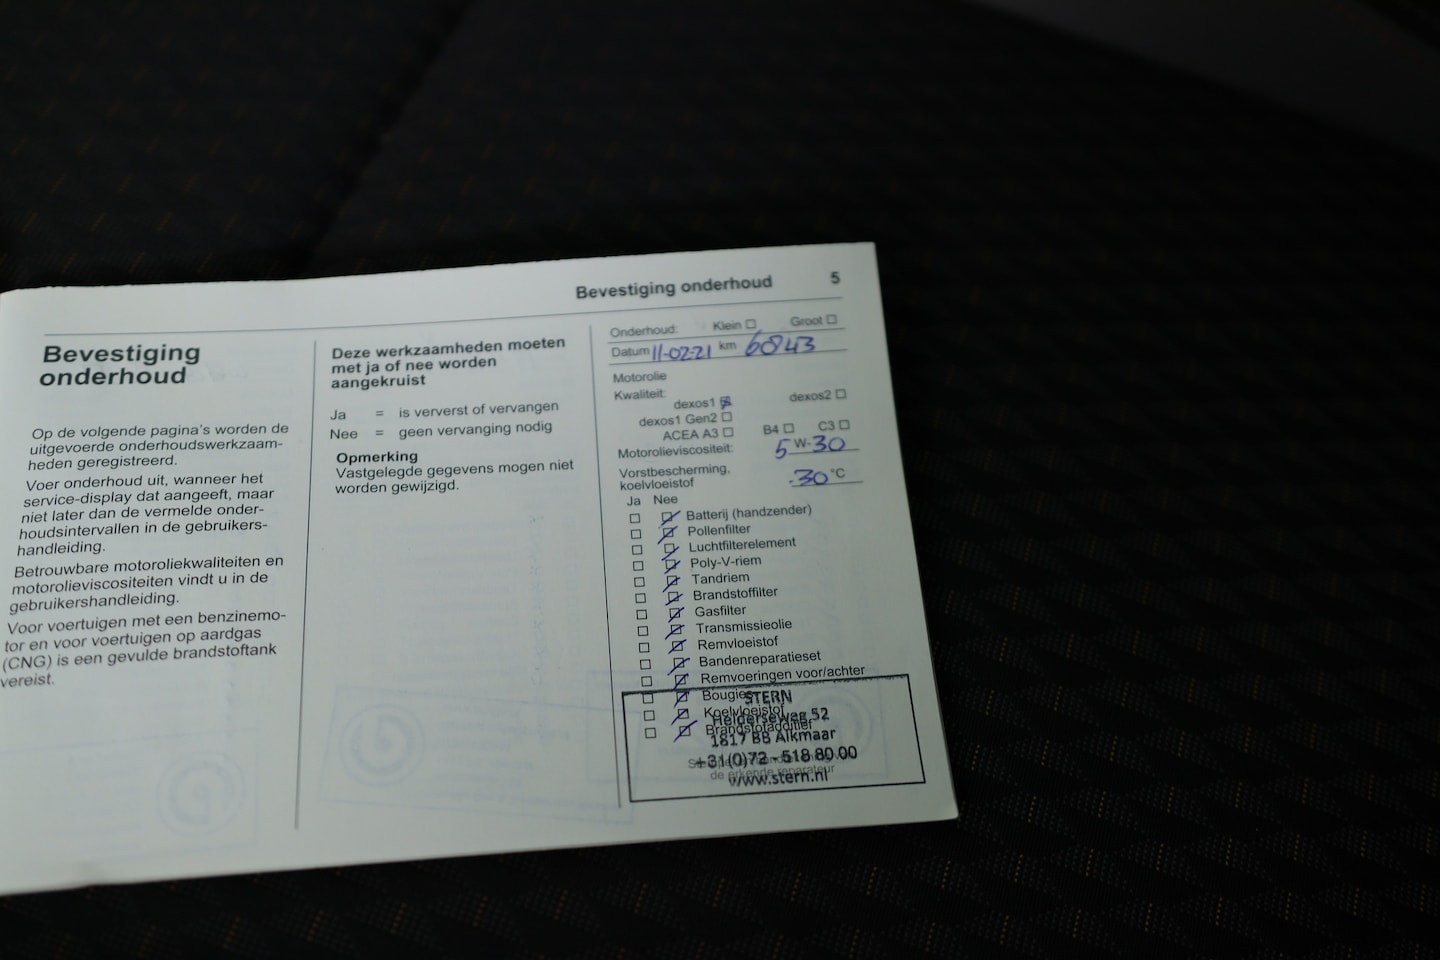 Bevestiging onderhoud 5
Bevestiging
onderhoud
Op de volgende pagina's worden de
uitgevoerde onderhoudswerkzaam-
heden geregistreerd.
Voer onderhoud uit, wanneer het
service-display dat aangeeft, maar
niet later dan de vermelde onder-
houdsintervallen in de gebruikers-
handleiding.
Betrouwbare motoroliekwaliteiten en
motorolieviscositeiten vindt u in de
gebruikershandleiding.
Voor voertuigen met een benzinemo-
tor en voor voertuigen op aardgas
(CNG) is een gevulde brandstoftank
vereist.
Deze werkzaamheden moeten
met ja of nee worden
aangekruist
Ja = is ververst of vervangen
Nee = geen vervanging nodig
Opmerking
Vastgelegde gegevens mogen niet
worden gewijzigd.
Onderhoud: Klein Groot
Datum 11-02-21 km 60143
Motorolie
Kwaliteit:
dexos1 dexos2
dexos1 Gen2
ACEA A3 B4 C3
Motorolieviscositeit: 5 W-30
Vorstbescherming,
koelvloeistof -30 °C
Ja Nee
Batterij (handzender)
Pollenfilter
Luchtfilterelement
Poly-V-riem
Tandriem
Brandstoffilter
Gasfilter
Transmissieolie
Remvloeistof
Bandenreparatieset
Remvoeringen voor/achter
Bougies
Koelvloeistof
Brandstofadditief
de erkende reparateur
STERN
Helderseweg 52
1817 BB Alkmaar
+31(0)72 - 518 80 00
www.stern.nl